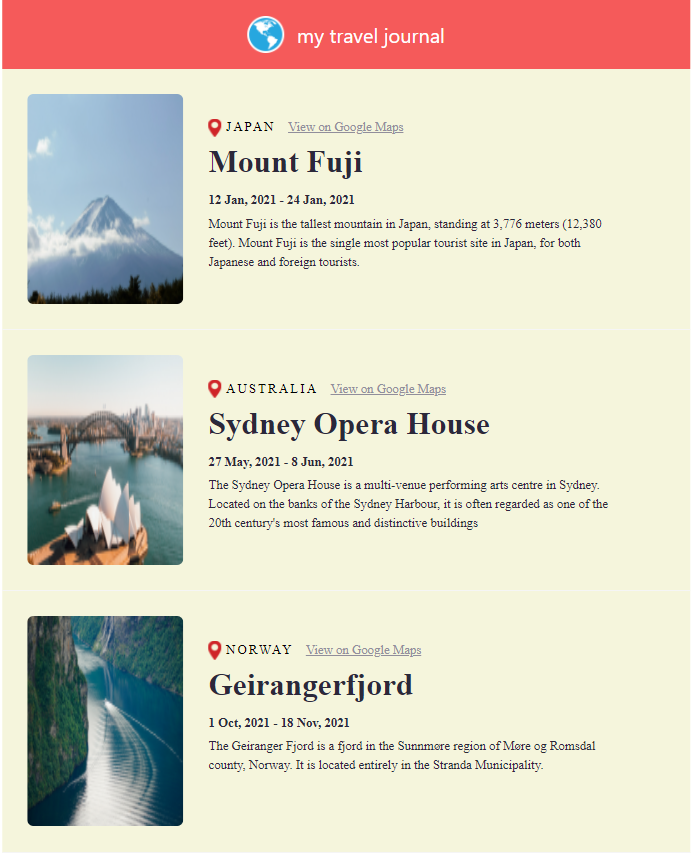 my travel journal
JAPAN View on Google Maps
Mount Fuji
12 Jan, 2021 - 24 Jan, 2021
Mount Fuji is the tallest mountain in Japan, standing at 3,776 meters (12,380
feet). Mount Fuji is the single most popular tourist site in Japan, for both
Japanese and foreign tourists.
AUSTRALIA View on Google Maps
Sydney Opera House
27 May, 2021 - 8 Jun, 2021
The Sydney Opera House is a multi-venue performing arts centre in Sydney.
Located on the banks of the Sydney Harbour, it is often regarded as one of the
20th century's most famous and distinctive buildings
NORWAY View on Google Maps
Geirangerfjord
1 Oct, 2021 - 18 Nov, 2021
The Geiranger Fjord is a fjord in the Sunnmøre region of Møre og Romsdal
county, Norway. It is located entirely in the Stranda Municipality.